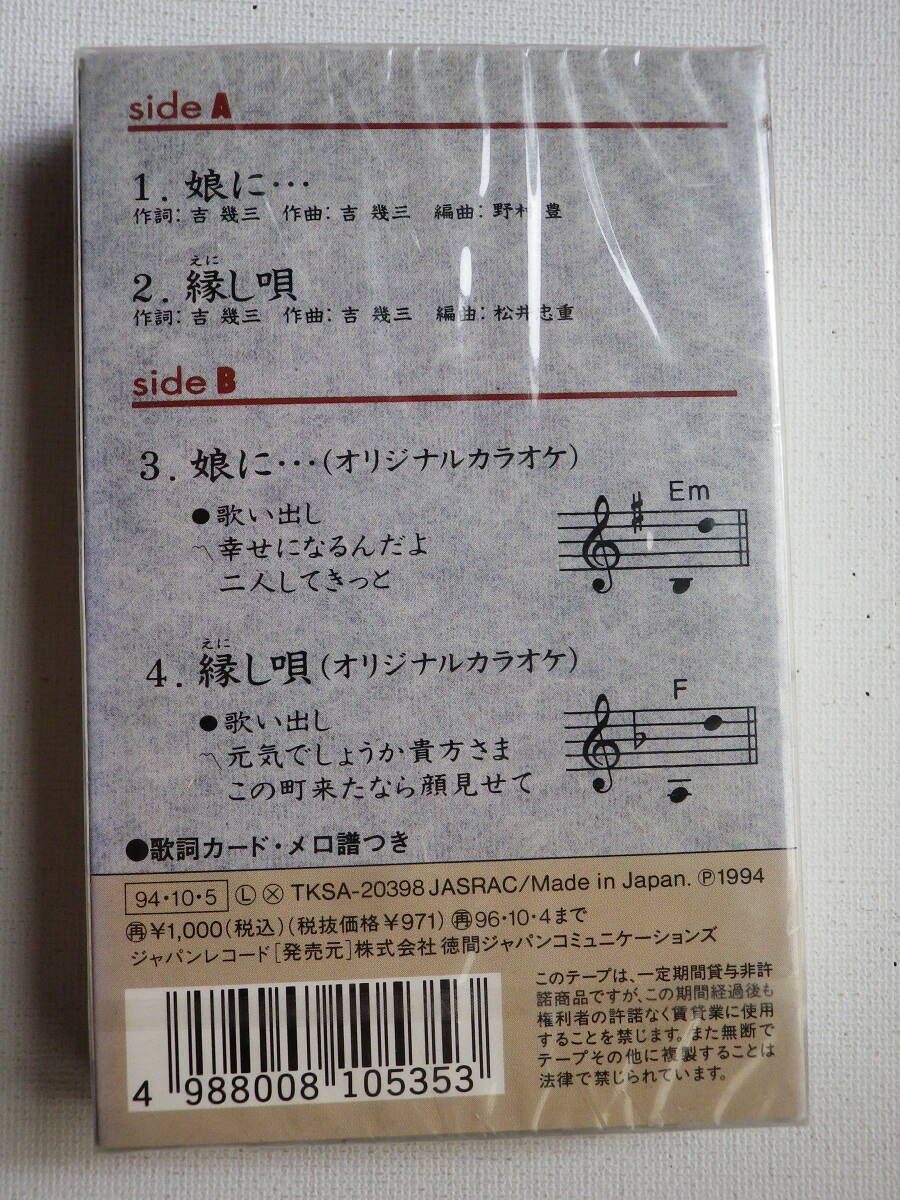 side A
1. 娘に…
作詞: 吉 幾三 作曲: 吉 幾三 編曲: 野村 豊
えに
2. 縁し唄
作詞: 吉 幾三 作曲: 吉 幾三 編曲: 松井忠重
side B
3. 娘に…(オリジナルカラオケ)
●歌い出し
〽幸せになるんだよ
二人してきっと
Em
えに
4. 縁し唄(オリジナルカラオケ)
●歌い出し
〽元気でしょうか貴方さま
この町来たなら顔見せて
F
●歌詞カード・メロ譜つき
94・10・5 Ⓛ ⓧ TKSA-20398 JASRAC/Made in Japan. Ⓟ1994
㊢¥1,000(税込)(税抜価格¥971) ㊢96・10・4まで
ジャパンレコード[発売元]株式会社 徳間ジャパンコミュニケーションズ
このテープは、一定期間貸与非許
諾商品ですが、この期間経過後も
権利者の許諾なく賃貸業に使用
することを禁じます。また無断で
テープその他に複製することは
法律で禁じられています。
4 988008 105353